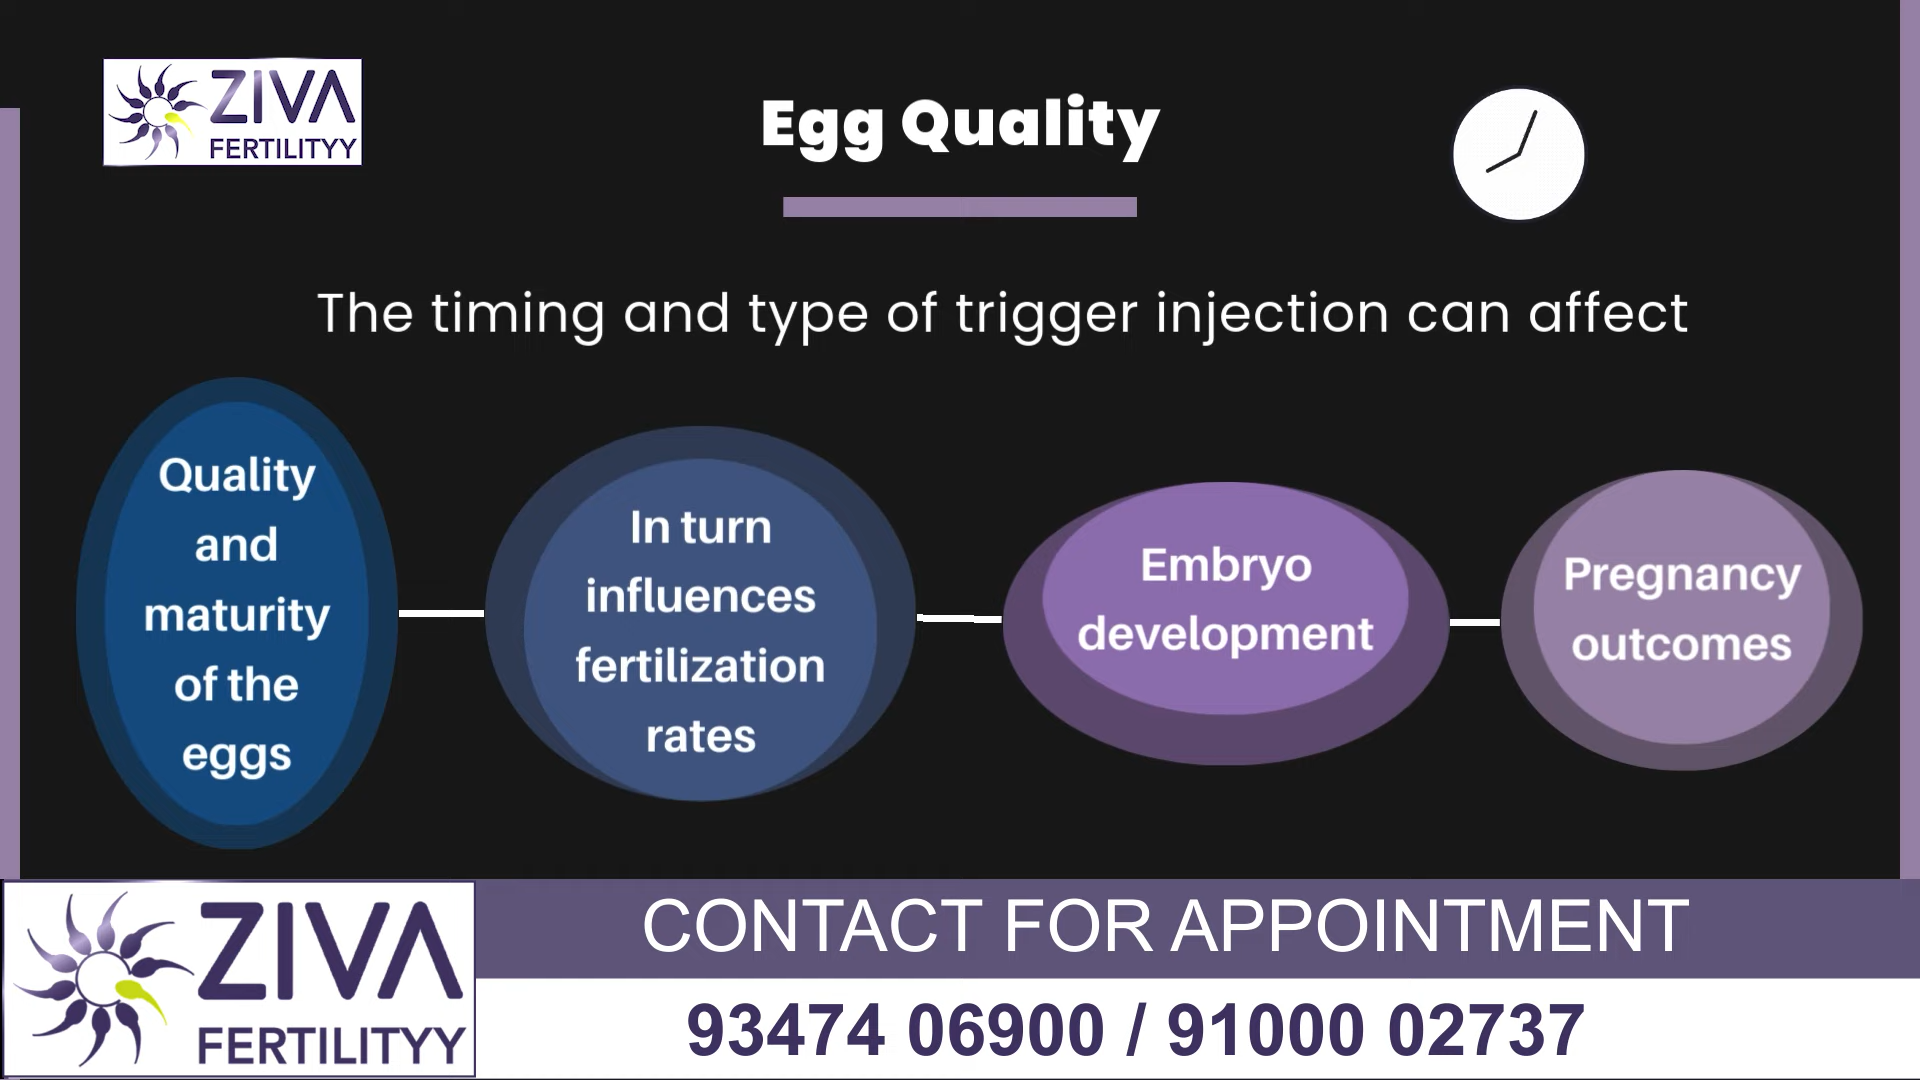 ZIVA
FERTILITYY
Egg Quality
The timing and type of trigger injection can affect
Quality
and
maturity
of the
eggs
In turn
influences
fertilization
rates
Embryo
development
Pregnancy
outcomes
ZIVA
FERTILITYY
CONTACT FOR APPOINTMENT
93474 06900 / 91000 02737